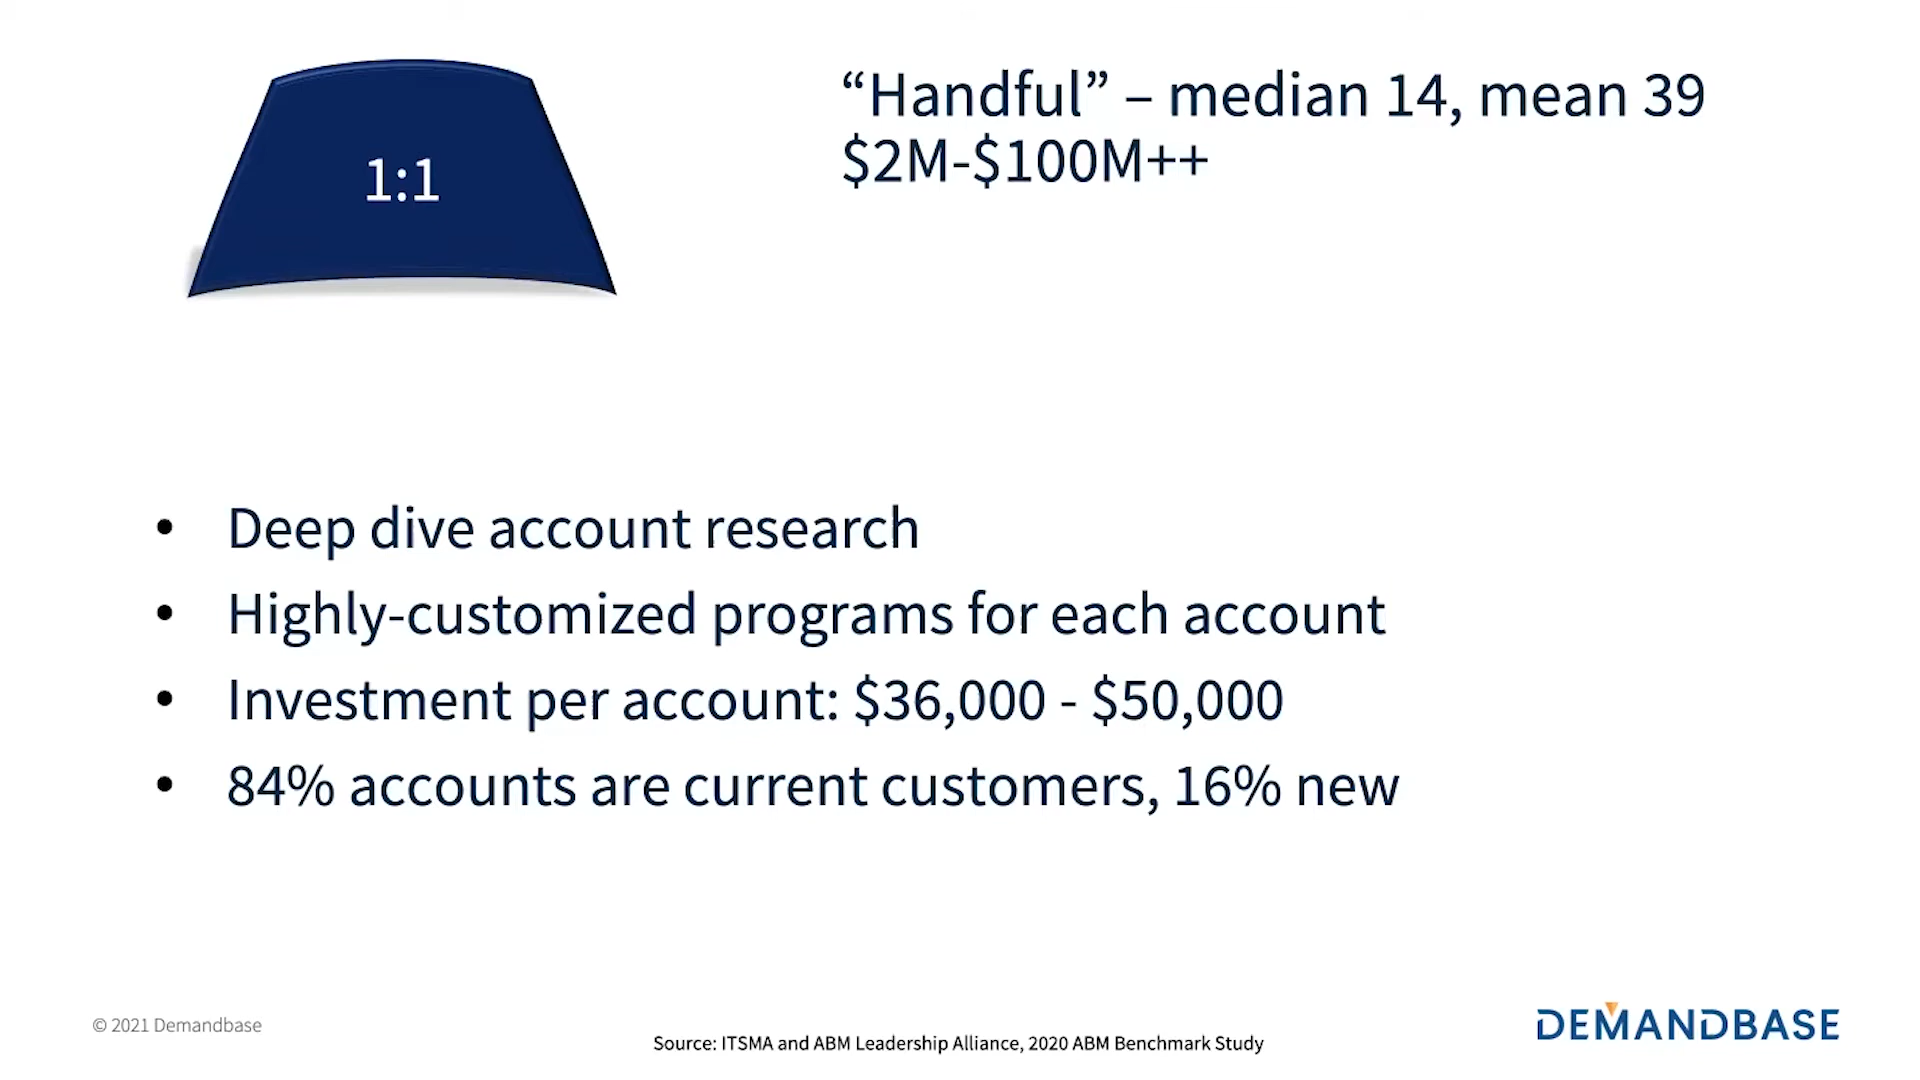 1:1
“Handful” – median 14, mean 39
$2M-$100M++
• Deep dive account research
• Highly-customized programs for each account
• Investment per account: $36,000 - $50,000
• 84% accounts are current customers, 16% new
© 2021 Demandbase
Source: ITSMA and ABM Leadership Alliance, 2020 ABM Benchmark Study
DEMANDBASE